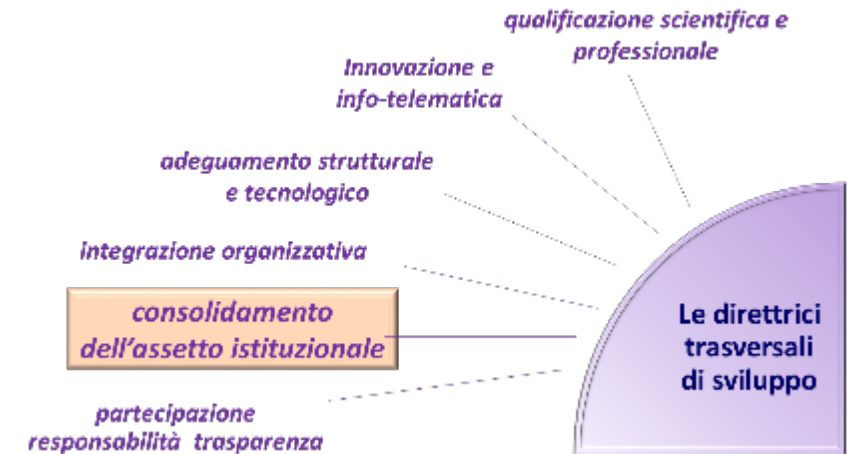 qualificazione scientifica e
professionale
Innovazione e
info-telematica
adeguamento strutturale
e tecnologico
integrazione organizzativa
consolidamento
dell'assetto istituzionale
partecipazione
responsabilità trasparenza
Le direttrici
trasversali
di sviluppo